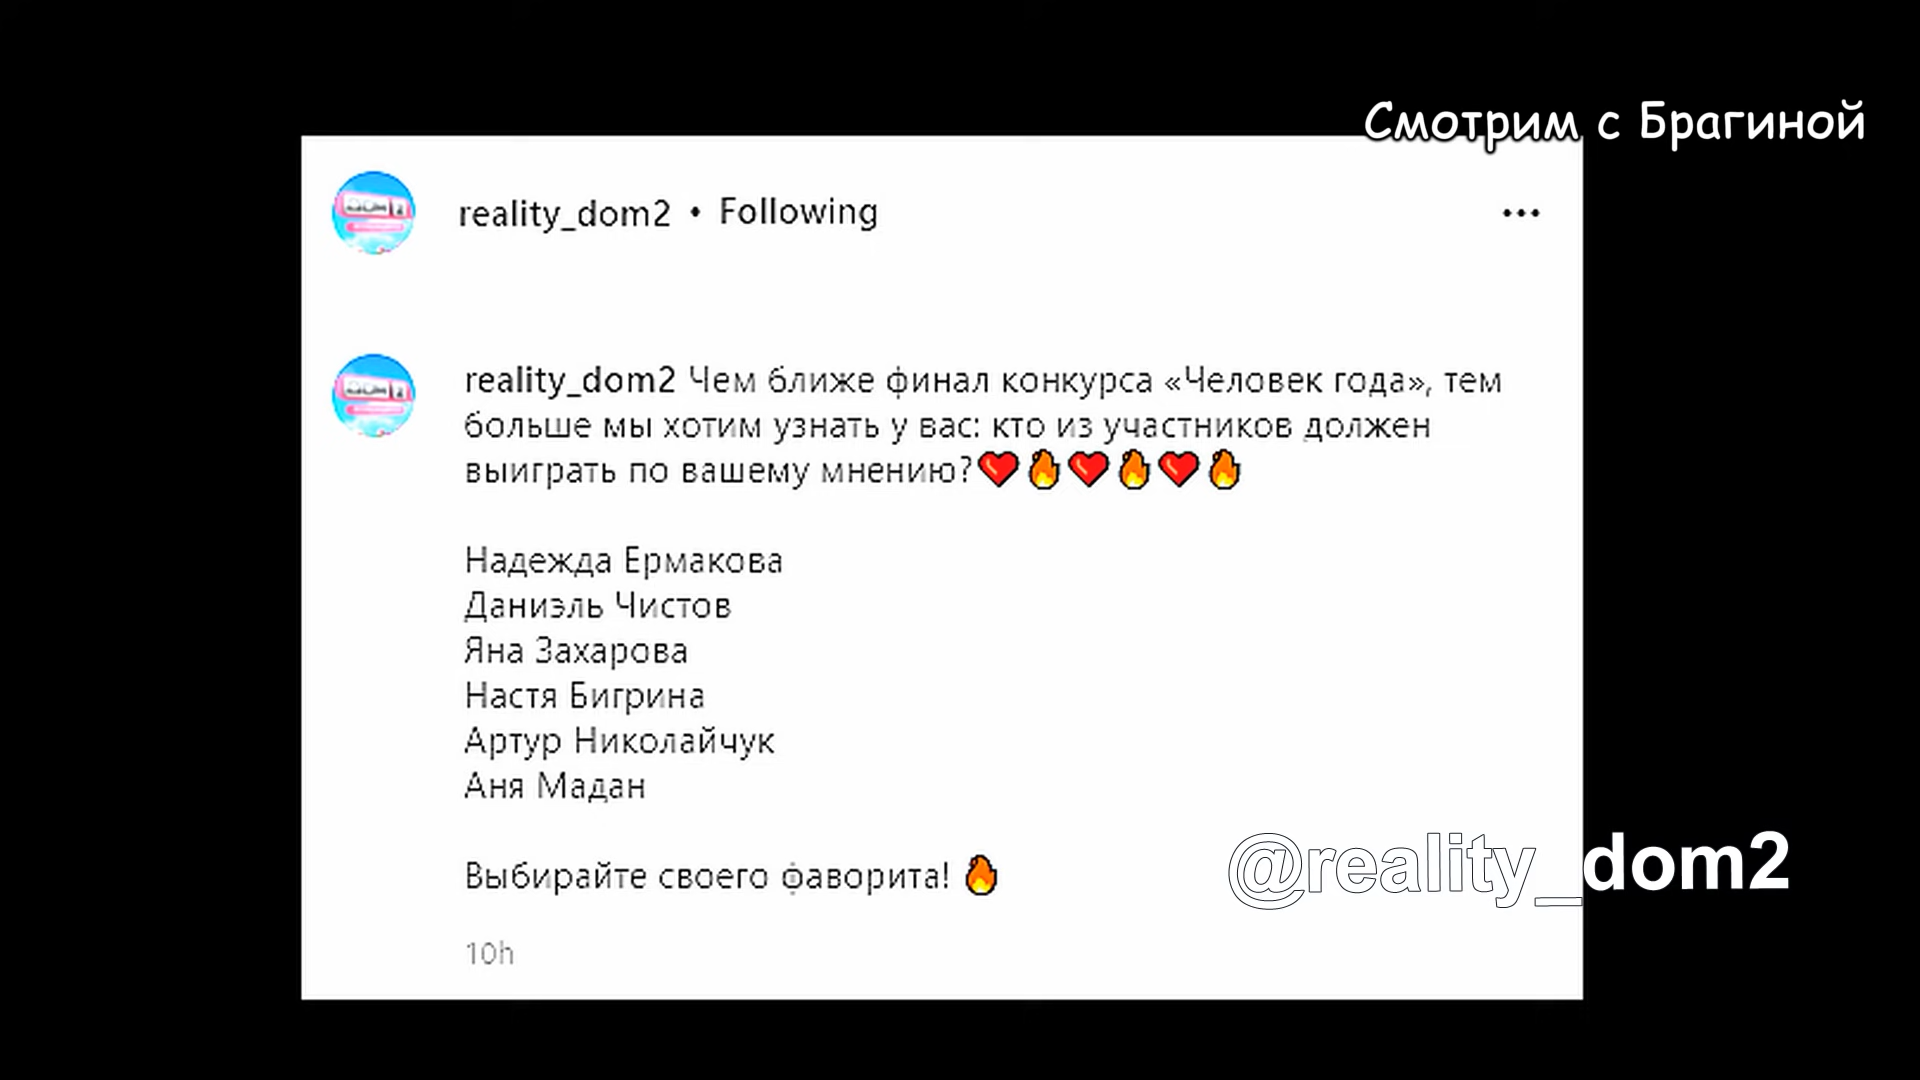 Смотрим с Брагиной
reality_dom2 • Following
reality_dom2 Чем ближе финал конкурса «Человек года», тем
больше мы хотим узнать у вас: кто из участников должен
выиграть по вашему мнению?❤️🔥❤️🔥❤️🔥
Надежда Ермакова
Даниэль Чистов
Яна Захарова
Настя Бигрина
Артур Николайчук
Аня Мадан
Выбирайте своего фаворита! 🔥
@reality_dom2
10h